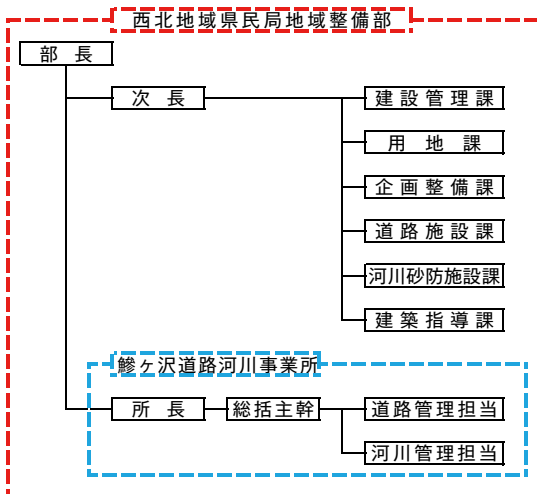 西北地域県民局地域整備部
部長
次長
建設管理課
用地課
企画整備課
道路施設課
河川砂防施設課
建築指導課
鰺ヶ沢道路河川事業所
所長
総括主幹
道路管理担当
河川管理担当